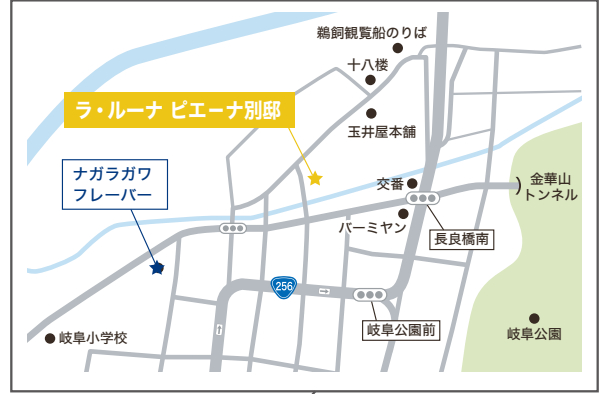 鵜飼観覧船のりば
十八楼
ラ・ルーナ ピエーナ別邸
玉井屋本舗
ナガラガワ
フレーバー
交番
金華山
トンネル
バーミヤン
長良橋南
256
岐阜公園前
岐阜小学校
岐阜公園